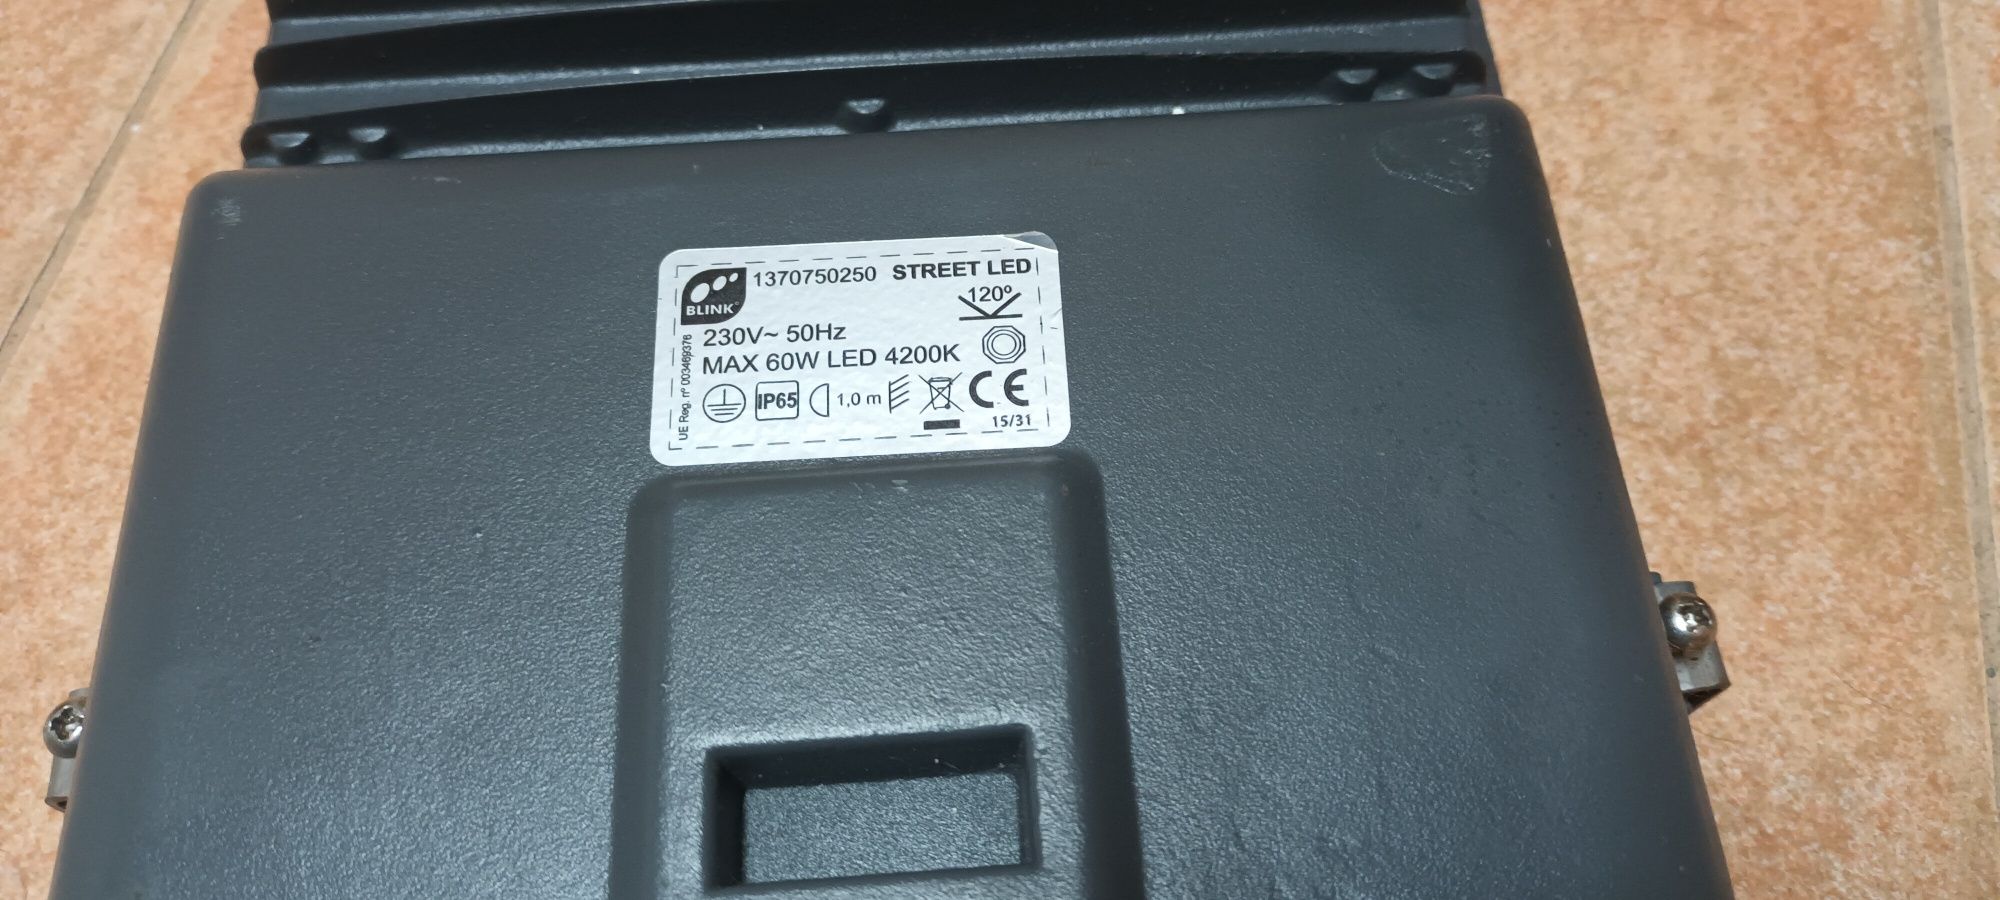 1370750250 STREET LED
BLINK
120º
230V~ 50Hz
MAX 60W LED 4200K
IP65 1,0 m CE
15/31
UE Reg. nº 003469376